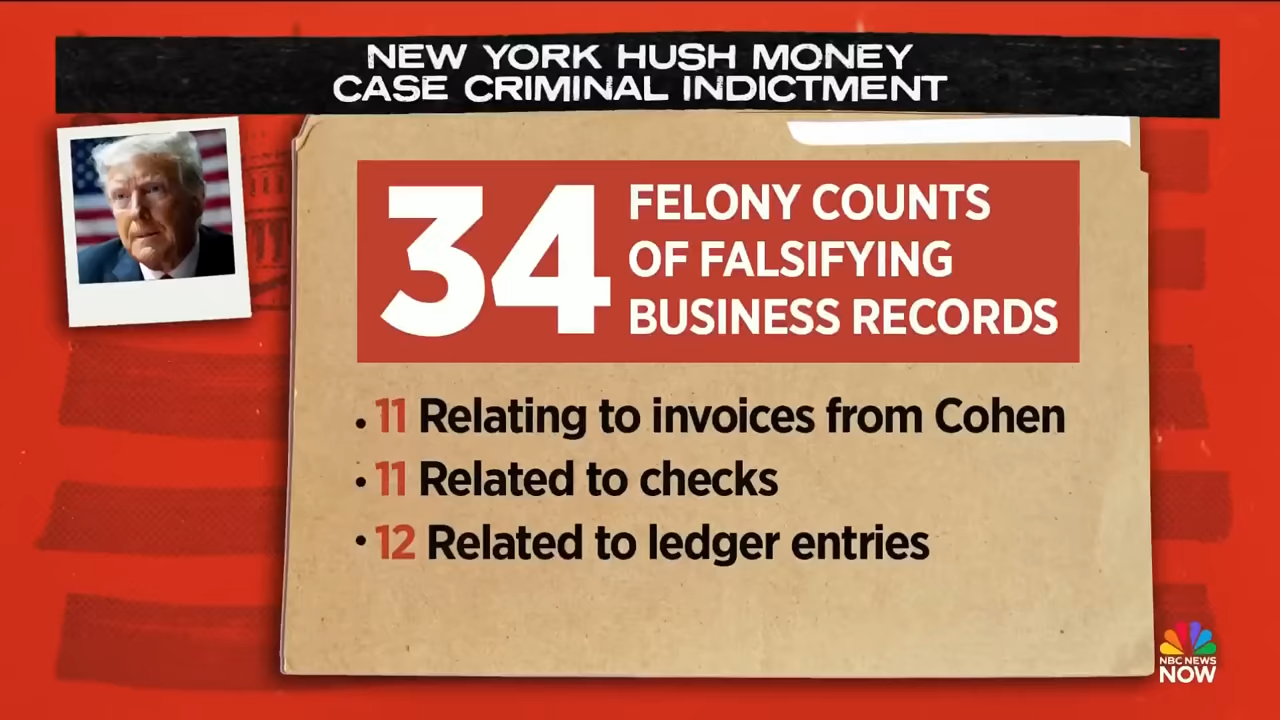 NEW YORK HUSH MONEY
CASE CRIMINAL INDICTMENT
34
FELONY COUNTS
OF FALSIFYING
BUSINESS RECORDS
• 11 Relating to invoices from Cohen
• 11 Related to checks
• 12 Related to ledger entries
NBC NEWS
NOW